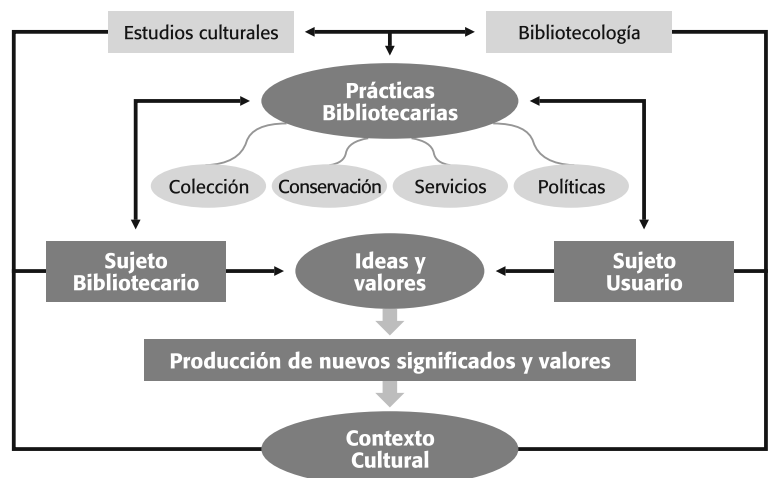 Estudios culturales
Bibliotecología
Prácticas
Bibliotecarias
Colección
Conservación
Servicios
Políticas
Sujeto
Bibliotecario
Ideas y
valores
Sujeto
Usuario
Producción de nuevos significados y valores
Contexto
Cultural